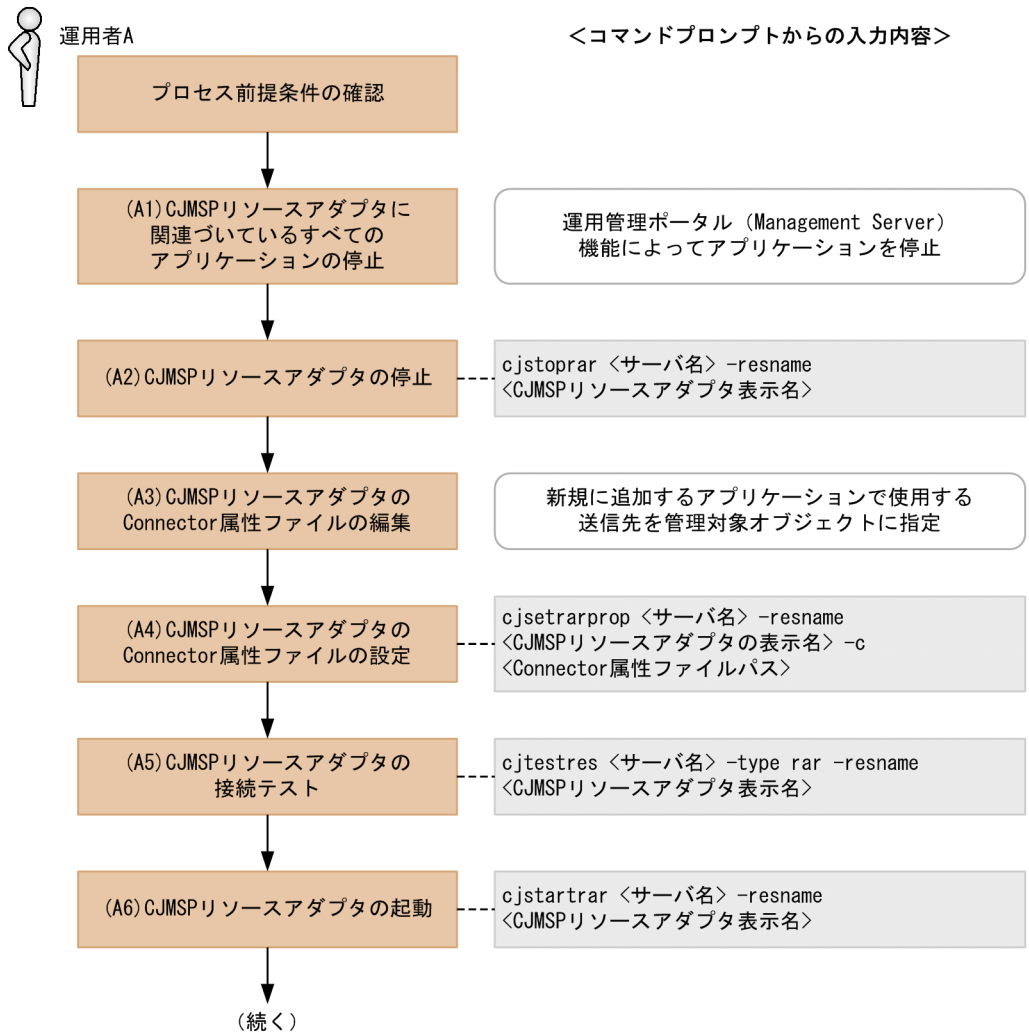 運用者A
<コマンドプロンプトからの入力内容>
プロセス前提条件の確認
(A1)CJMSPリソースアダプタに
関連づいているすべての
アプリケーションの停止
運用管理ポータル（Management Server）
機能によってアプリケーションを停止
(A2)CJMSPリソースアダプタの停止
cjstoprar <サーバ名> -resname
<CJMSPリソースアダプタ表示名>
(A3)CJMSPリソースアダプタの
Connector属性ファイルの編集
新規に追加するアプリケーションで使用する
送信先を管理対象オブジェクトに指定
(A4)CJMSPリソースアダプタの
Connector属性ファイルの設定
cjsetrarprop <サーバ名> -resname
<CJMSPリソースアダプタの表示名> -c
<Connector属性ファイルパス>
(A5)CJMSPリソースアダプタの
接続テスト
cjtestres <サーバ名> -type rar -resname
<CJMSPリソースアダプタ表示名>
(A6)CJMSPリソースアダプタの起動
cjstartrar <サーバ名> -resname
<CJMSPリソースアダプタ表示名>
(続く)